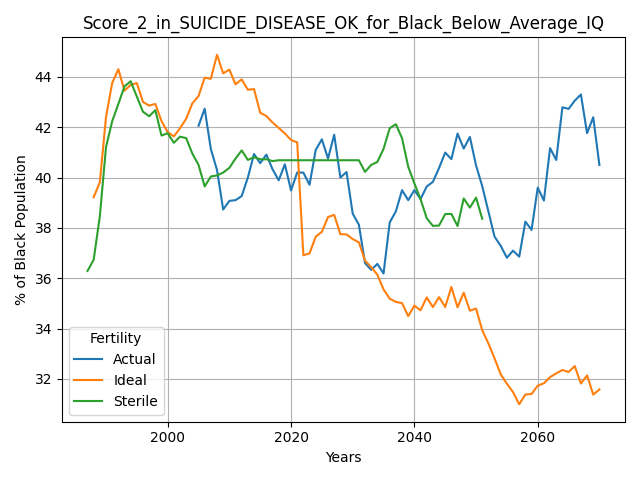 Score_2_in_SUICIDE_DISEASE_OK_for_Black_Below_Average_IQ
% of Black Population
44
42
40
38
36
34
32
Fertility
Actual
Ideal
Sterile
2000
2020
2040
2060
Years